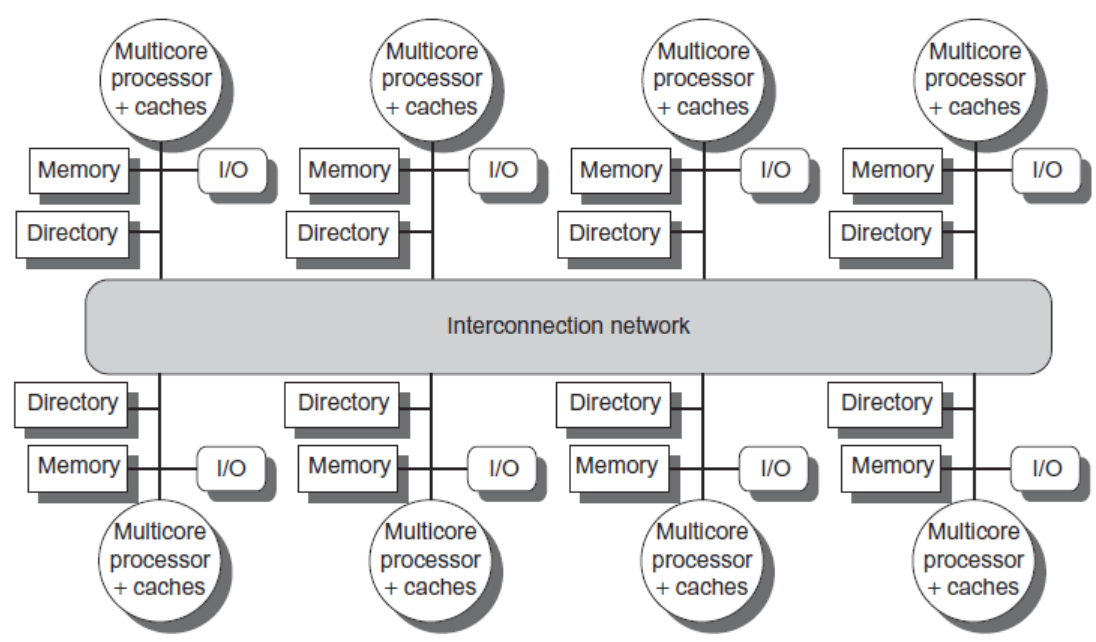 Multicore
processor
+ caches
Multicore
processor
+ caches
Multicore
processor
+ caches
Multicore
processor
+ caches
Memory
I/O
Memory
I/O
Memory
I/O
Memory
I/O
Directory
Directory
Directory
Directory
Interconnection network
Directory
Directory
Directory
Directory
Memory
I/O
Memory
I/O
Memory
I/O
Memory
I/O
Multicore
processor
+ caches
Multicore
processor
+ caches
Multicore
processor
+ caches
Multicore
processor
+ caches